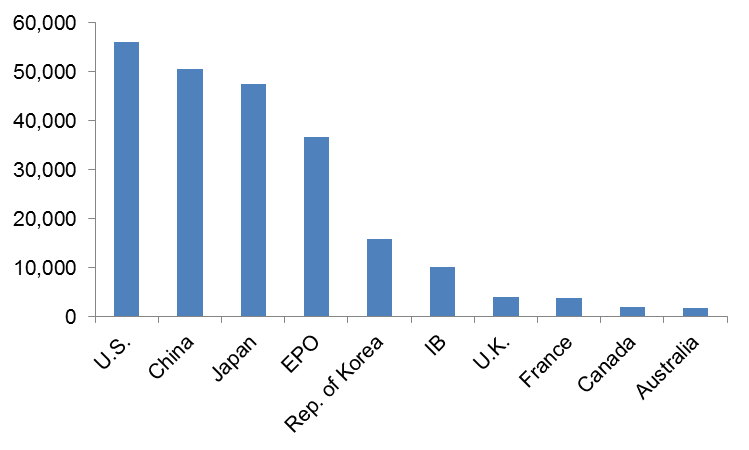 60,000
50,000
40,000
30,000
20,000
10,000
0
U.S.
China
Japan
EPO
Rep. of Korea
IB
U.K.
France
Canada
Australia